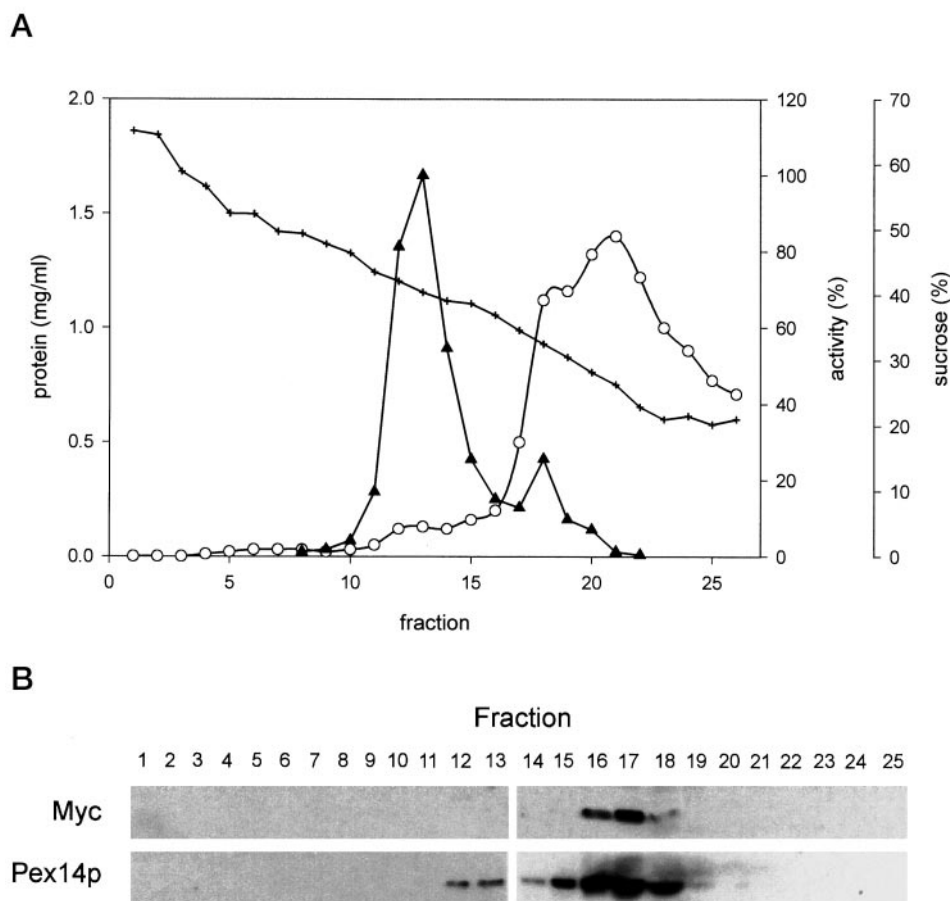 A
protein (mg/ml)
2.0
1.5
1.0
0.5
0.0
0 5 10 15 20 25
fraction
120
100
80
60
40
20
0
activity (%)
70
60
50
40
30
20
10
0
sucrose (%)
B
Fraction
1 2 3 4 5 6 7 8 9 10 11 12 13 14 15 16 17 18 19 20 21 22 23 24 25
Myc
Pex14p